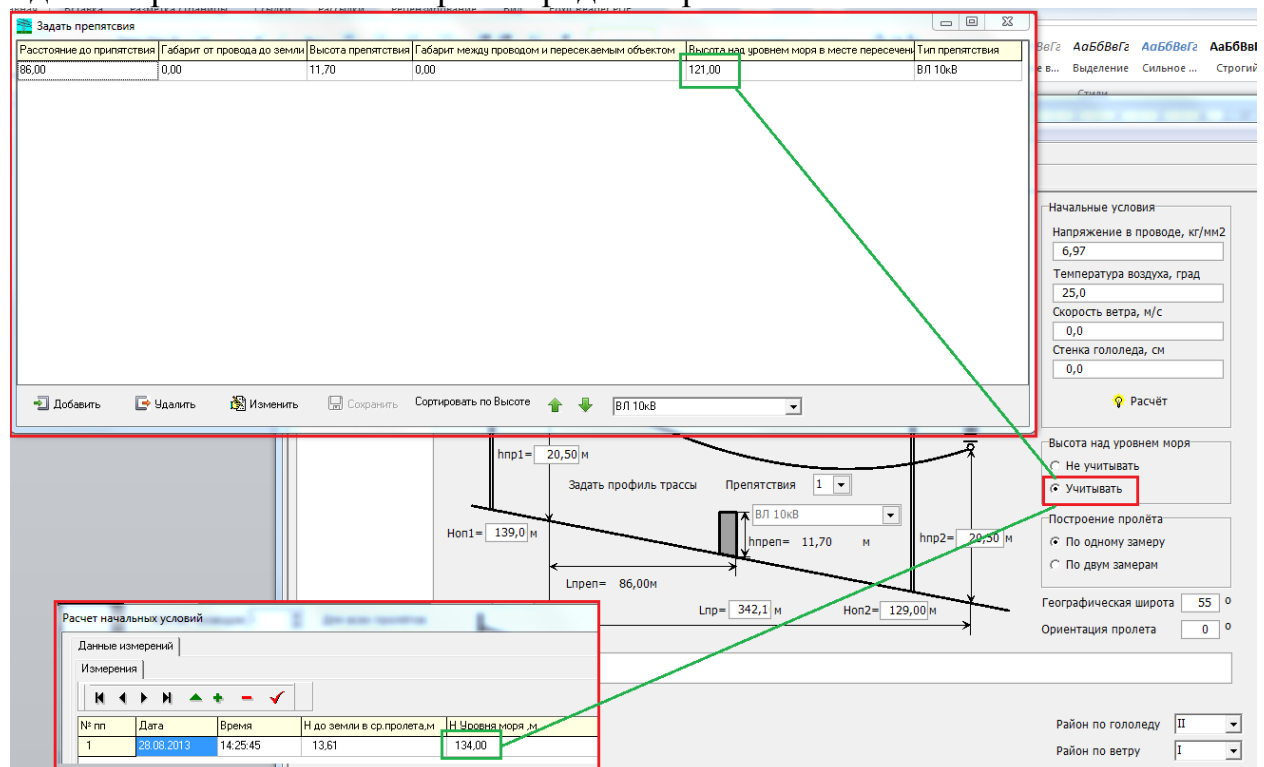 Задать препятсвия
Расстояние до припятствия Габарит от провода до земли Высота препятствия Габарит между проводом и пересекаемым объектом Высота над уровнем моря в месте пересечени Тип препятствия
86,00 0,00 11,70 0,00 121,00 ВЛ 10кВ
АаБбВвГг АаБбВвГг АаБбВвГ
Выделение Сильное ... Строгий
Стили
Начальные условия
Напряжение в проводе, кг/мм2
6,97
Температура воздуха, град
25,0
Скорость ветра, м/с
0,0
Стенка гололеда, см
0,0
Расчёт
Добавить Удалить Изменить Сохранить Сортировать по Высоте ВЛ 10кВ
Высота над уровнем моря
Не учитывать
Учитывать
hпр1= 20,50 м
Задать профиль трассы Препятствия 1
ВЛ 10кВ
Ноп1= 139,0 м
hпреп= 11,70 м
hпр2= 20,50 м
Lпреп= 86,00м
Lпр= 342,1 м Ноп2= 129,00 м
Построение пролёта
По одному замеру
По двум замерам
Географическая широта 55 о
Ориентация пролета 0 о
Расчет начальных условий
Данные измерений
Измерения
№ пп Дата Время Н до земли в ср.пролета,м Н Уровня моря ,м
1 28.08.2013 14:25:45 13,61 134,00
Район по гололеду II
Район по ветру I